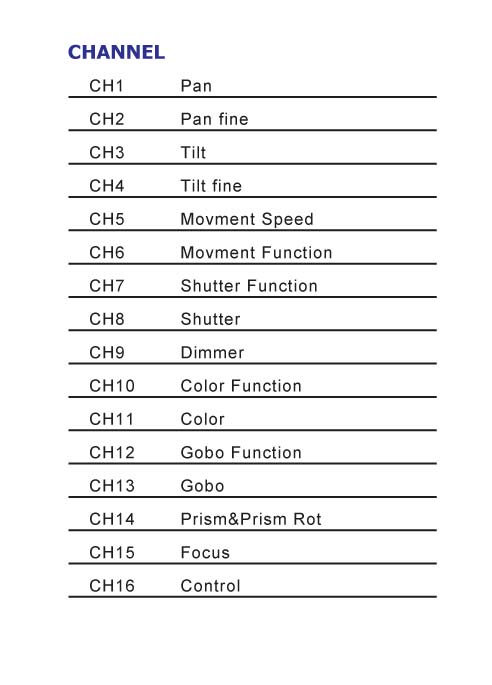 CHANNEL
CH1 Pan
CH2 Pan fine
CH3 Tilt
CH4 Tilt fine
CH5 Movment Speed
CH6 Movment Function
CH7 Shutter Function
CH8 Shutter
CH9 Dimmer
CH10 Color Function
CH11 Color
CH12 Gobo Function
CH13 Gobo
CH14 Prism&Prism Rot
CH15 Focus
CH16 Control